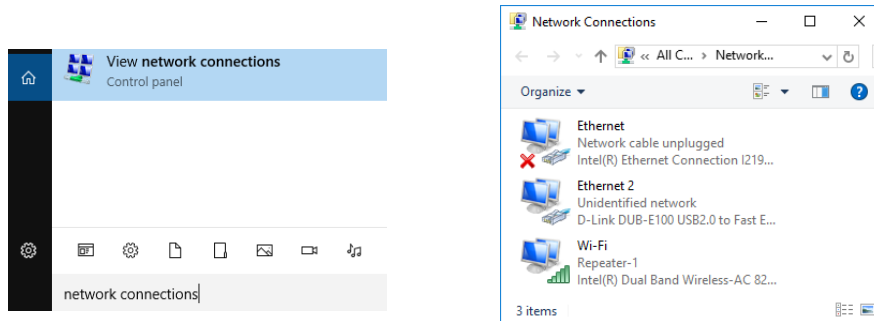 View network connections
Control panel
network connections
Network Connections
« All C... › Network...
Organize
Ethernet
Network cable unplugged
Intel(R) Ethernet Connection I219...
Ethernet 2
Unidentified network
D-Link DUB-E100 USB2.0 to Fast E...
Wi-Fi
Repeater-1
Intel(R) Dual Band Wireless-AC 82...
3 items